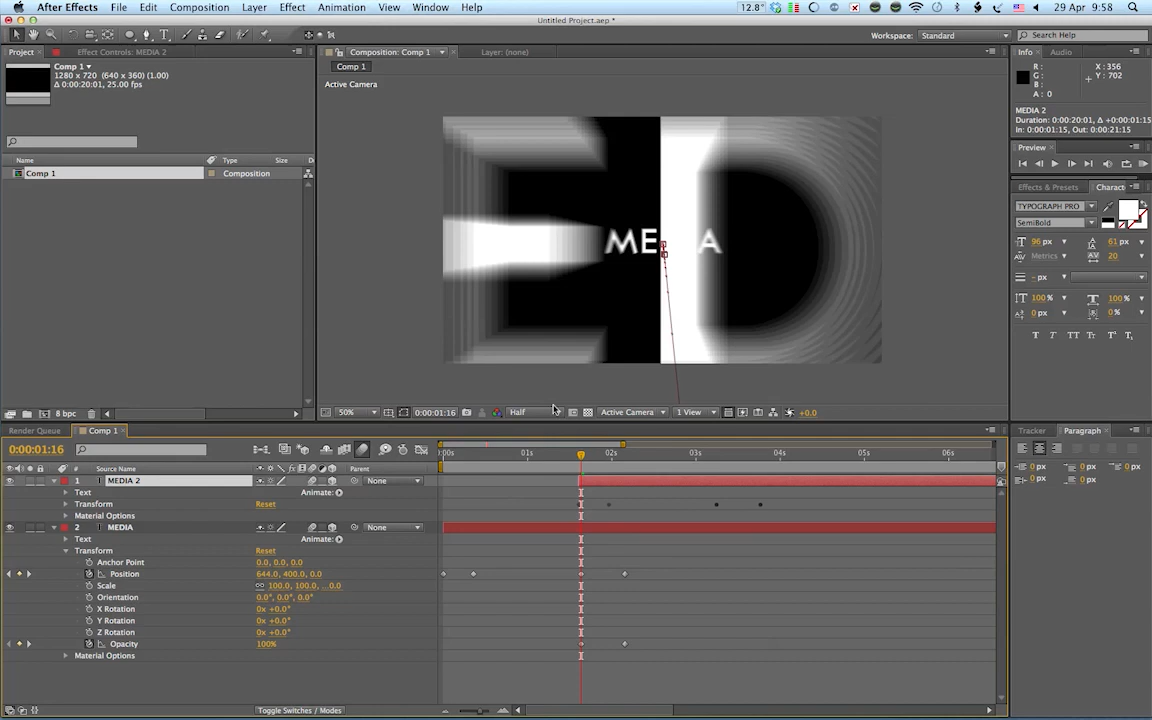 After Effects File Edit Composition Layer Effect Animation View Window Help 12.8° 29 Apr 9:58
Untitled Project.aep *
Workspace: Standard Search Help
Project Effect Controls: MEDIA 2 Composition: Comp 1 Layer: (none) Info Audio
Comp 1
1280 x 720 (640 x 360) (1.00)
Δ 0:00:20:01, 25.00 fps
Comp 1
Active Camera
R: X: 356
G: Y: 702
B:
A: 0
MEDIA 2
Duration: 0:00:20:01, Δ +0:00:01:15
In: 0:00:01:15, Out: 0:00:21:15
Preview
Name Type Size
Comp 1 Composition
Effects & Presets Charact
TYPOGRAPH PRO
SemiBold
96 px 61 px
Metrics 20
- px
100% 100%
0 px 0%
T T TT Tт T¹ T₁
MEDIA
8 bpc
50% 0:00:01:16 Half Active Camera 1 View +0.0
Render Queue Comp 1 Tracker Paragraph
0:00:01:16
:00s 01s 02s 03s 04s 05s 06s
0 px 0 px 0 px
0 px 0 px
# Source Name Parent
1 T MEDIA 2 None
Text Animate:
Transform Reset
Material Options
2 T MEDIA None
Text Animate:
Transform Reset
Anchor Point 0.0, 0.0, 0.0
Position 644.0, 400.0, 0.0
Scale 100.0, 100.0, ...0.0
Orientation 0.0°, 0.0°, 0.0°
X Rotation 0x +0.0°
Y Rotation 0x +0.0°
Z Rotation 0x +0.0°
Opacity 100%
Material Options
Toggle Switches / Modes